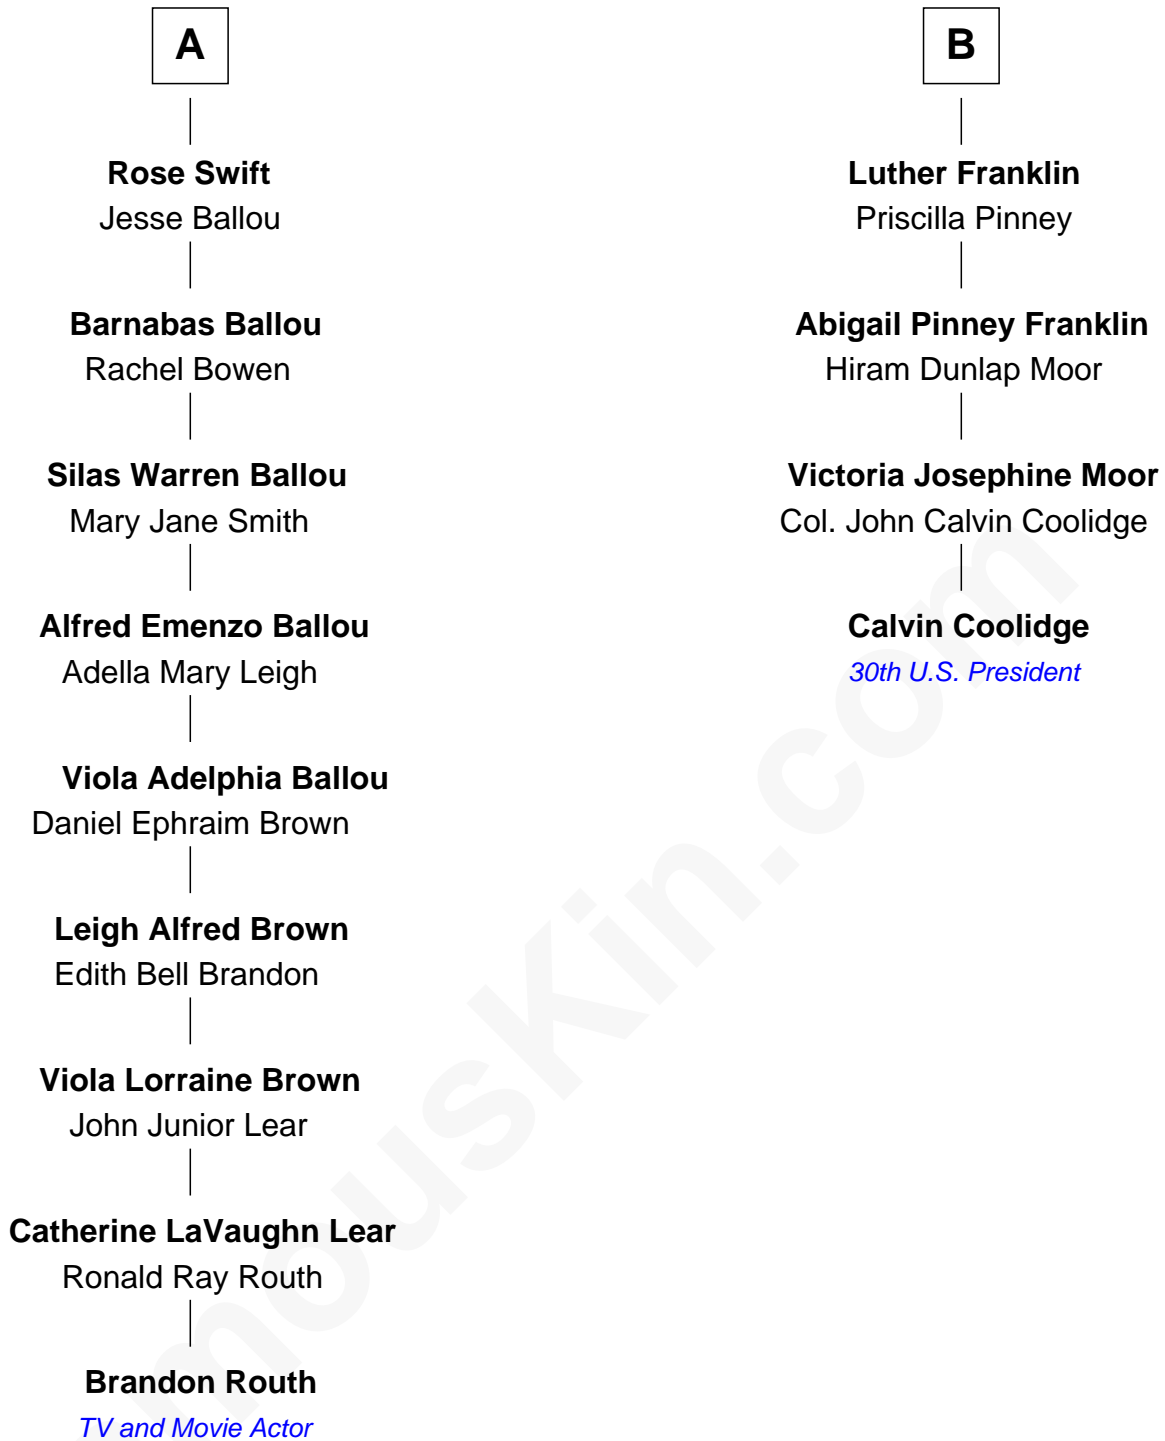 A
Rose Swift
Jesse Ballou
Barnabas Ballou
Rachel Bowen
Silas Warren Ballou
Mary Jane Smith
Alfred Emenzo Ballou
Adella Mary Leigh
Viola Adelphia Ballou
Daniel Ephraim Brown
Leigh Alfred Brown
Edith Bell Brandon
Viola Lorraine Brown
John Junior Lear
Catherine LaVaughn Lear
Ronald Ray Routh
Brandon Routh
TV and Movie Actor
B
Luther Franklin
Priscilla Pinney
Abigail Pinney Franklin
Hiram Dunlap Moor
Victoria Josephine Moor
Col. John Calvin Coolidge
Calvin Coolidge
30th U.S. President
mousKin.com